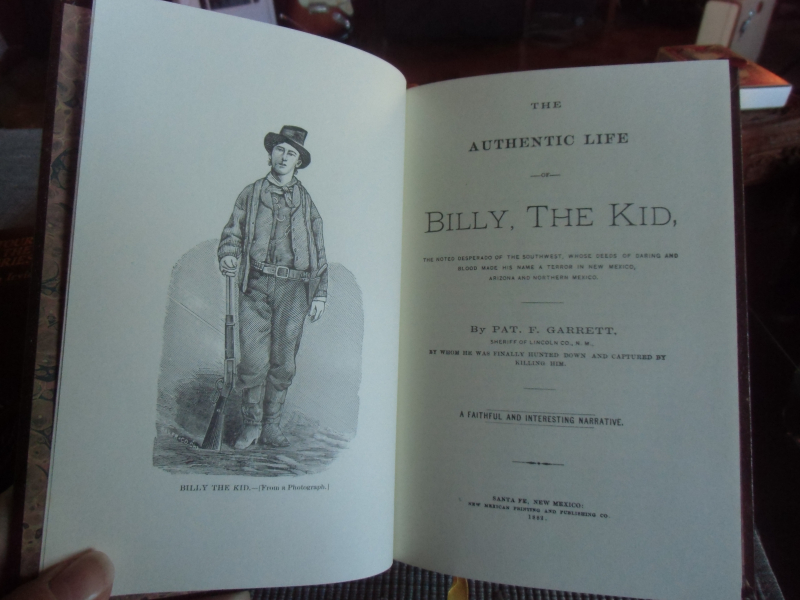 BILLY THE KID.—[From a Photograph.]
THE
AUTHENTIC LIFE
—OF—
BILLY, THE KID,
THE NOTED DESPERADO OF THE SOUTHWEST, WHOSE DEEDS OF DARING AND
BLOOD MADE HIS NAME A TERROR IN NEW MEXICO,
ARIZONA AND NORTHERN MEXICO.
By PAT. F. GARRETT,
SHERIFF OF LINCOLN CO., N. M.,
BY WHOM HE WAS FINALLY HUNTED DOWN AND CAPTURED BY
KILLING HIM.
A FAITHFUL AND INTERESTING NARRATIVE.
SANTA FE, NEW MEXICO:
NEW MEXICAN PRINTING AND PUBLISHING CO.
1882.